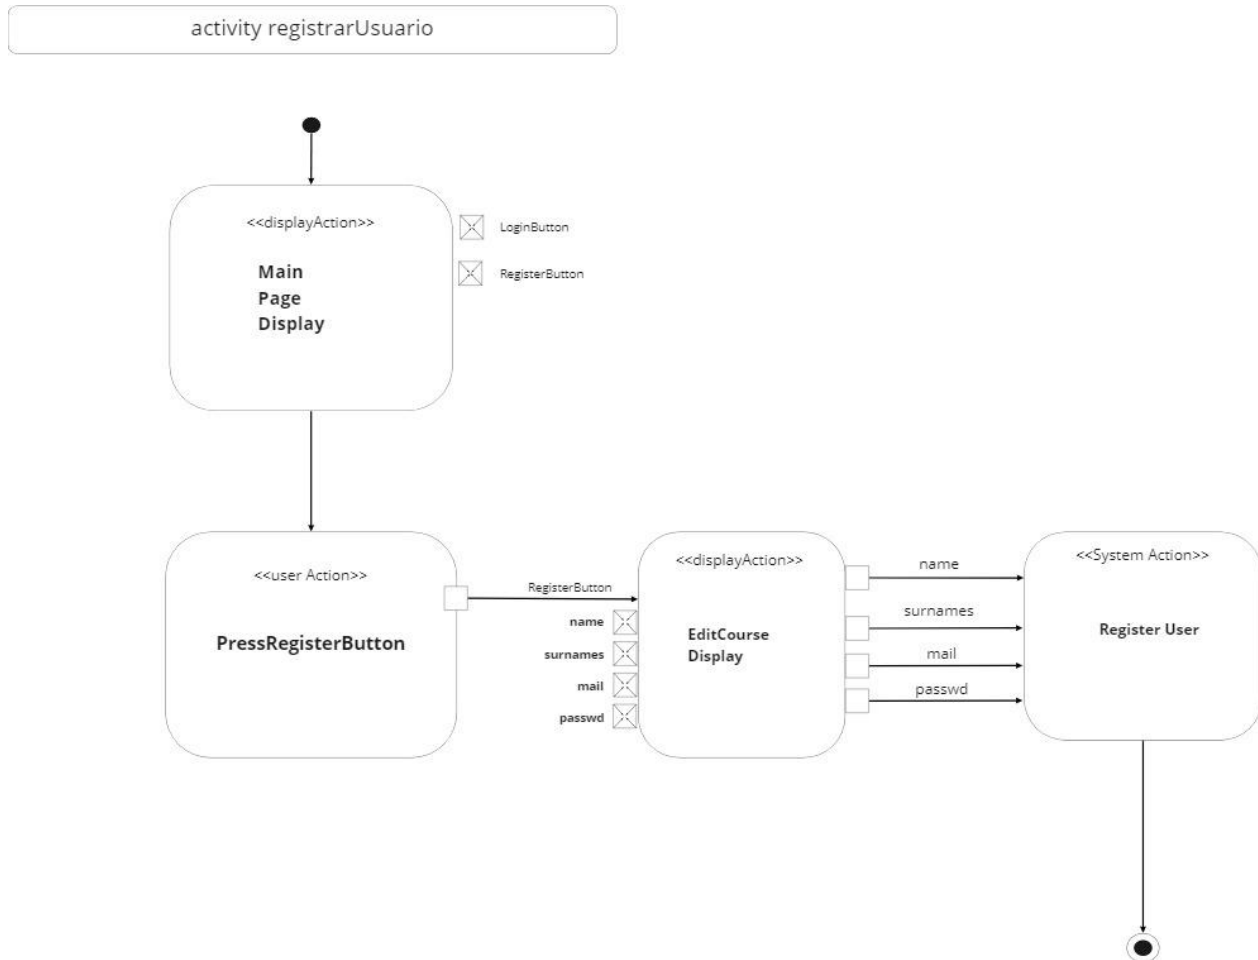 activity registrarUsuario
<<displayAction>>
LoginButton
Main
Page
Display
RegisterButton
<<user Action>>
PressRegisterButton
RegisterButton
name
surnames
mail
passwd
<<displayAction>>
EditCourse
Display
name
surnames
mail
passwd
<<System Action>>
Register User